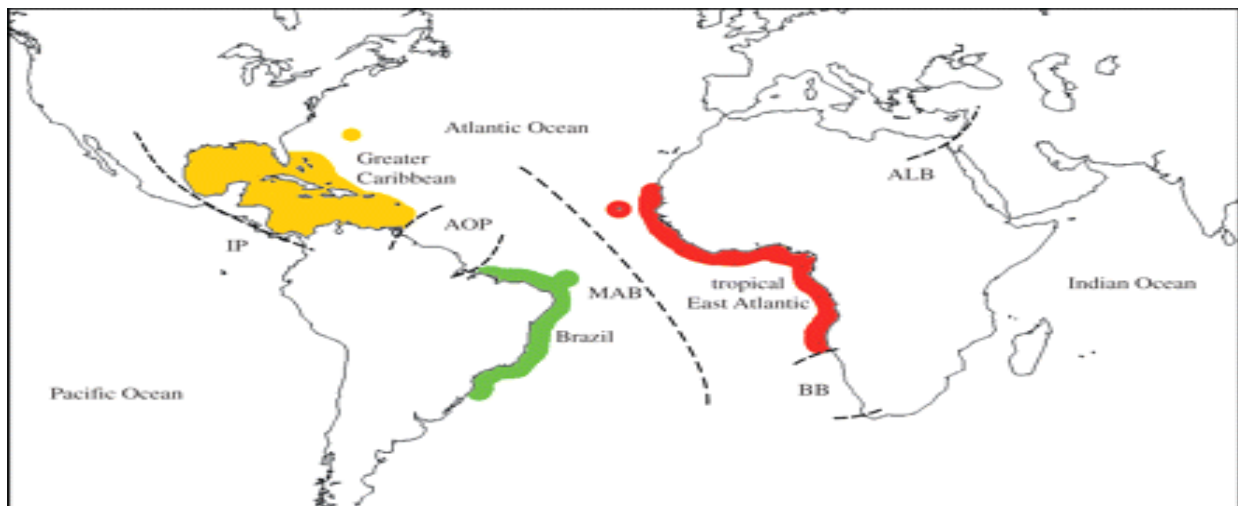 Atlantic Ocean
Greater
Caribbean
ALB
AOP
IP
tropical
East Atlantic
Indian Ocean
MAB
Brazil
Pacific Ocean
BB